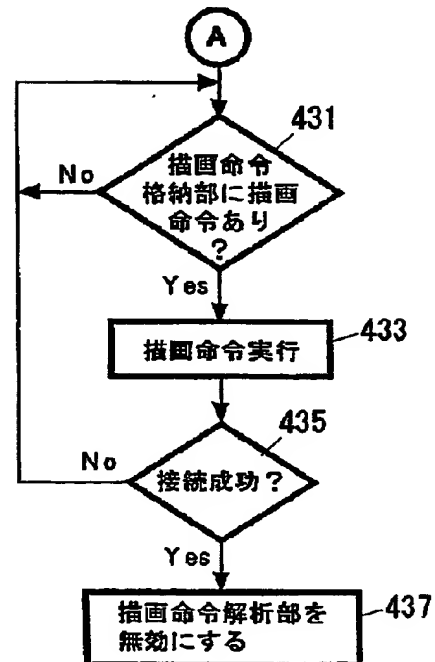 A
431
描画命令
格納部に描画
命令あり
?
No
Yes
描画命令実行
433
435
接続成功?
No
Yes
描画命令解析部を
無効にする
437